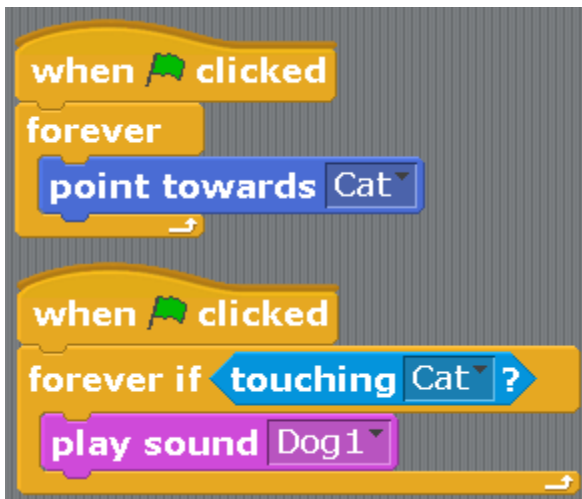 when clicked
forever
point towards Cat
when clicked
forever if touching Cat ?
play sound Dog1